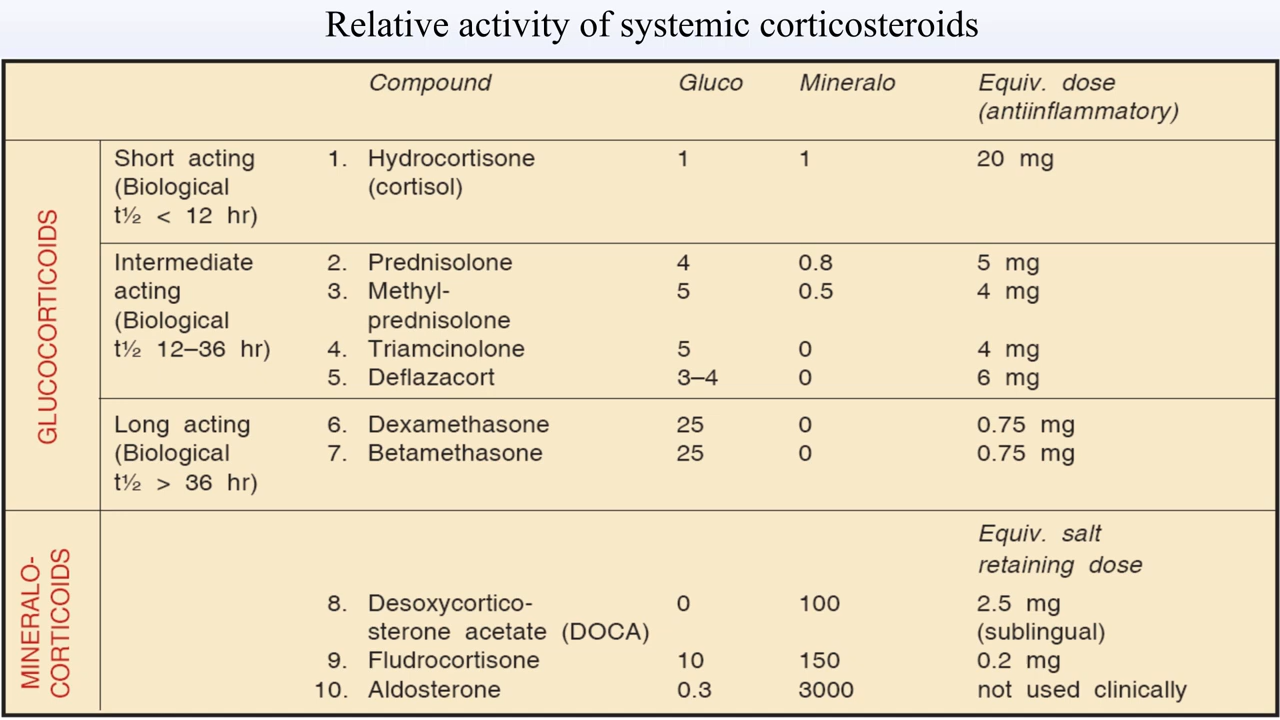 Relative activity of systemic corticosteroids
Compound Gluco Mineralo Equiv. dose
(antiinflammatory)
GLUCOCORTICOIDS
Short acting 1. Hydrocortisone 1 1 20 mg
(Biological (cortisol)
t½ < 12 hr)
Intermediate 2. Prednisolone 4 0.8 5 mg
acting 3. Methyl- 5 0.5 4 mg
(Biological prednisolone
t½ 12–36 hr) 4. Triamcinolone 5 0 4 mg
5. Deflazacort 3–4 0 6 mg
Long acting 6. Dexamethasone 25 0 0.75 mg
(Biological 7. Betamethasone 25 0 0.75 mg
t½ > 36 hr)
MINERALO-
CORTICOIDS
Equiv. salt
retaining dose
8. Desoxycortico- 0 100 2.5 mg
sterone acetate (DOCA) (sublingual)
9. Fludrocortisone 10 150 0.2 mg
10. Aldosterone 0.3 3000 not used clinically